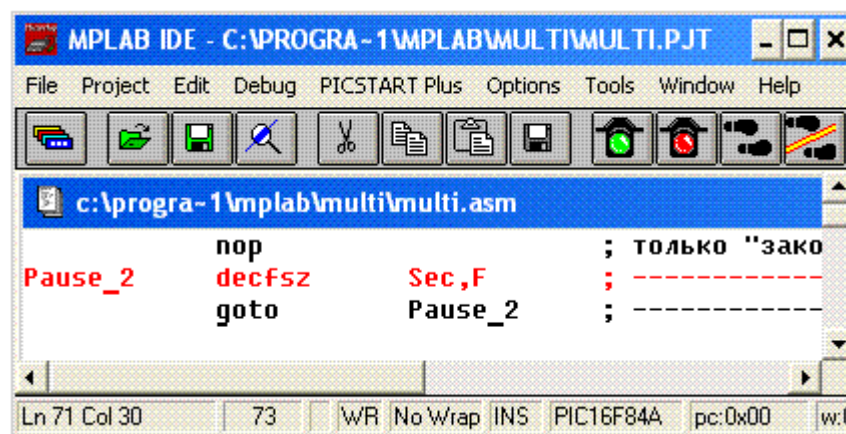 MPLAB IDE - C:\PROGRA~1\MPLAB\MULTI\MULTI.PJT
File Project Edit Debug PICSTART Plus Options Tools Window Help
c:\progra~1\mplab\multi\multi.asm
nop ; только "зако
Pause_2 decfsz Sec,F ; -------------
goto Pause_2 ; -------------
Ln 71 Col 30 73 WR No Wrap INS PIC16F84A pc:0x00